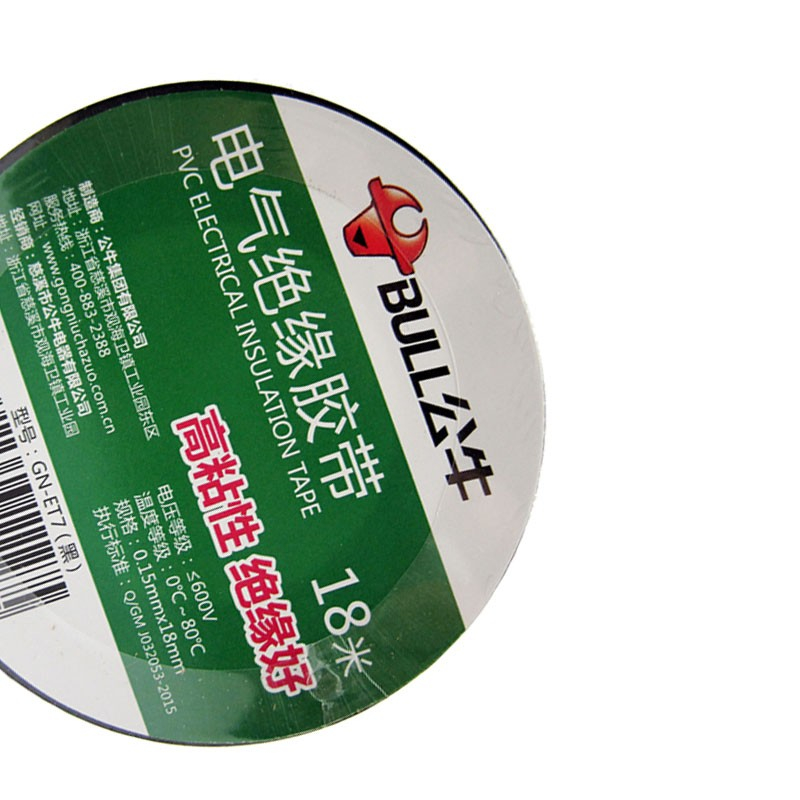 BULL公牛
电气绝缘胶带
PVC ELECTRICAL INSULATION TAPE
18米
高粘性 绝缘好
电压等级：≤600V
温度等级：0℃~80℃
规格：0.15mmx18mm
执行标准：Q/GM J032053-2015
制造商：公牛集团有限公司
地址：浙江省慈溪市观海卫镇工业园东区
服务热线：400-883-2388
网址：www.gongniuchazuo.com.cn
经销商：慈溪市公牛电器有限公司
地址：浙江省慈溪市观海卫镇工业园
型号：GN-ET7（黑）